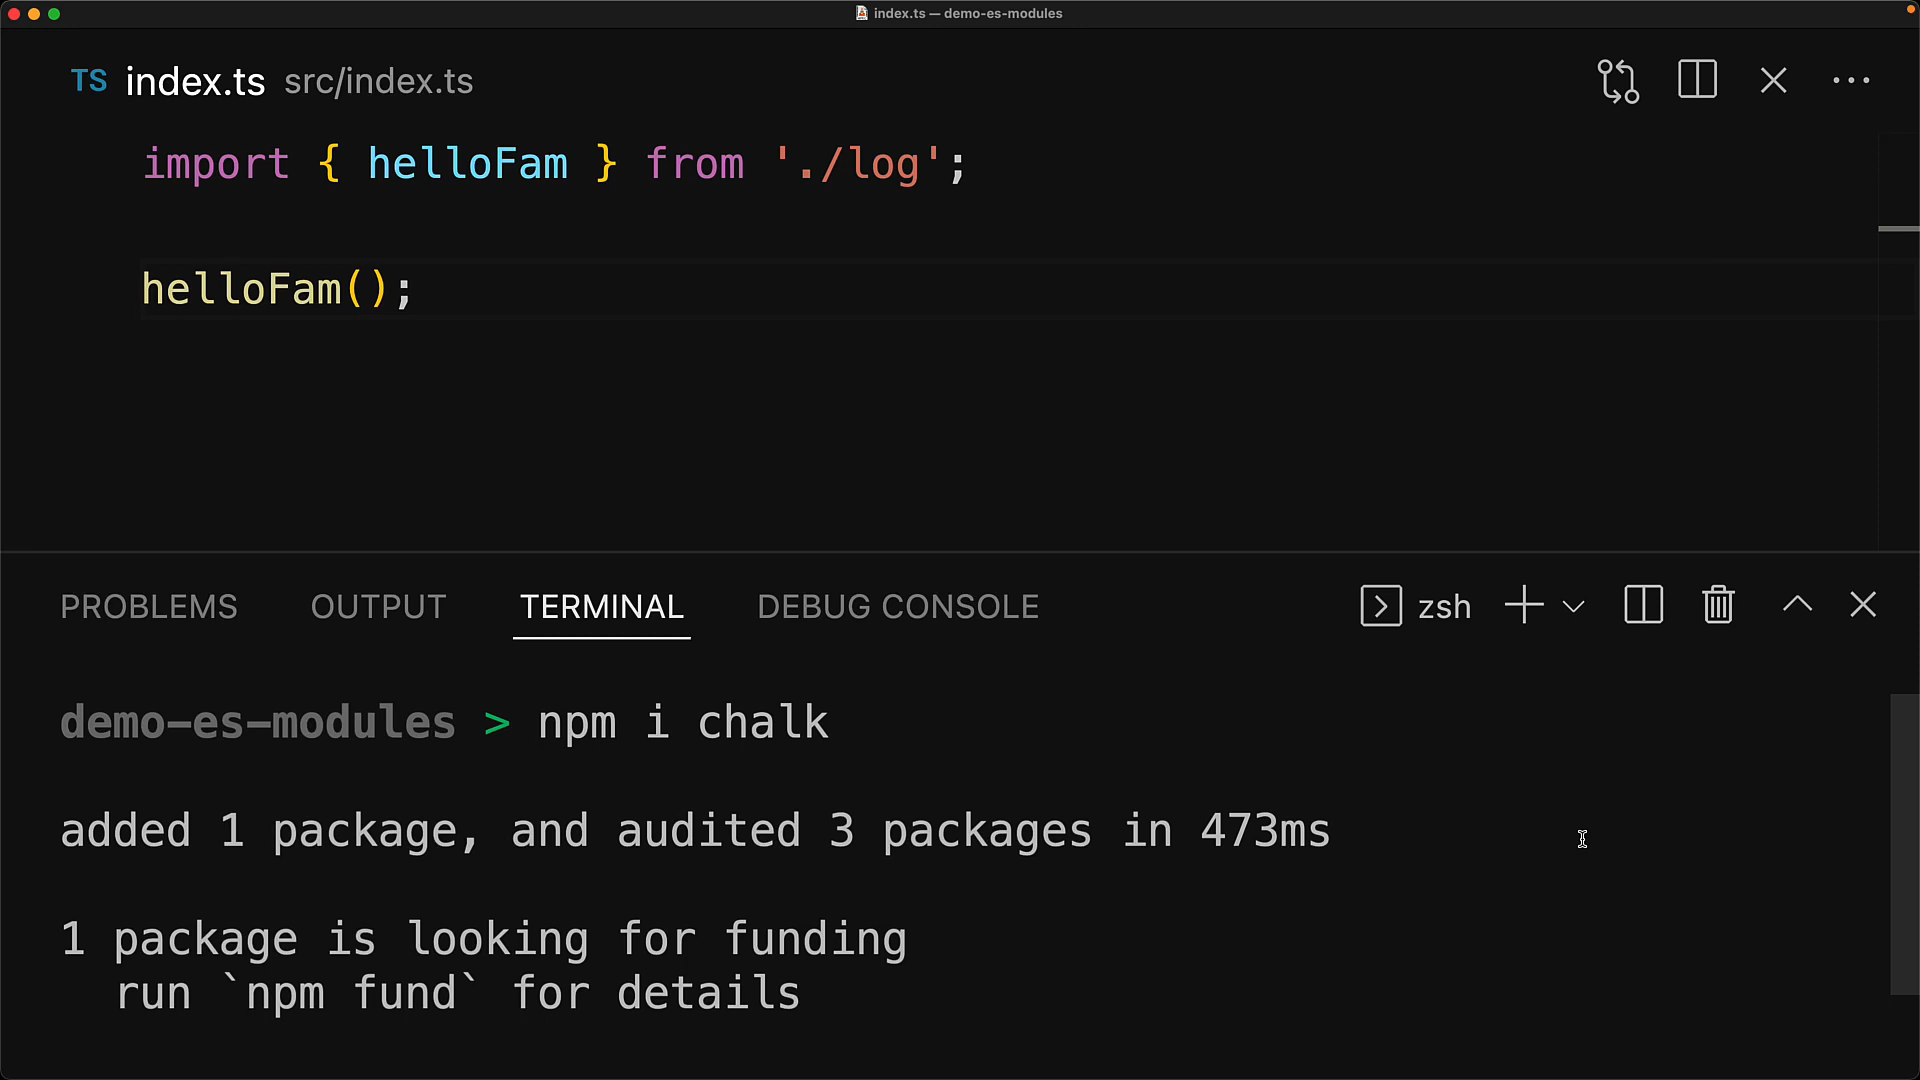 index.ts — demo-es-modules
TS index.ts src/index.ts
import { helloFam } from './log';
helloFam();
PROBLEMS OUTPUT TERMINAL DEBUG CONSOLE zsh
demo-es-modules > npm i chalk
added 1 package, and audited 3 packages in 473ms
1 package is looking for funding
run `npm fund` for details